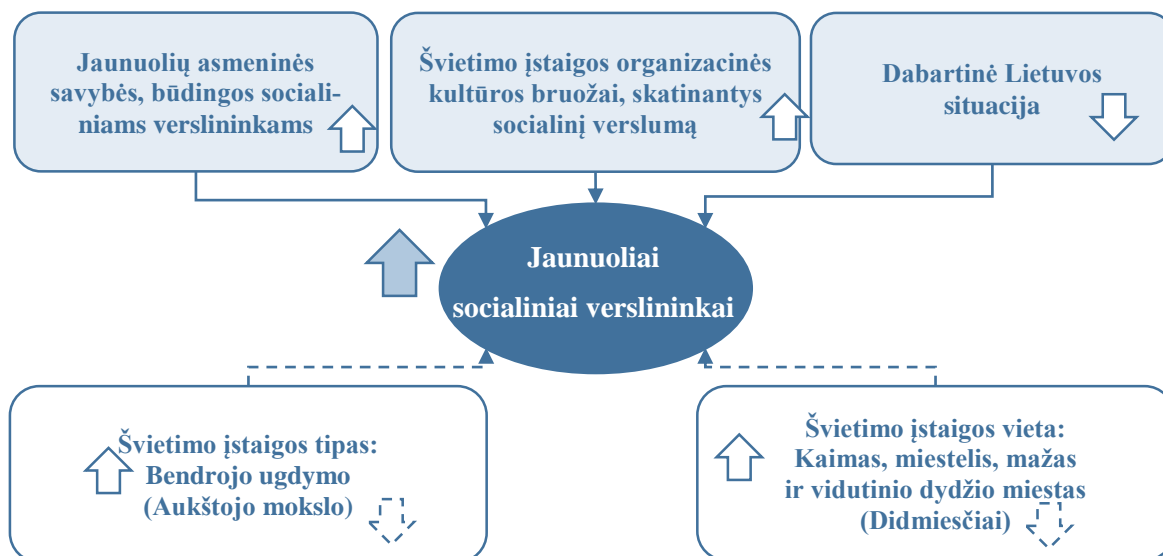 Jaunuolių asmeninės
savybės, būdingos sociali-
niams verslininkams
Švietimo įstaigos organizacinės
kultūros bruožai, skatinantys
socialinį verslumą
Dabartinė Lietuvos
situacija
Jaunuoliai
socialiniai verslininkai
Švietimo įstaigos tipas:
Bendrojo ugdymo
(Aukštojo mokslo)
Švietimo įstaigos vieta:
Kaimas, miestelis, mažas
ir vidutinio dydžio miestas
(Didmiesčiai)